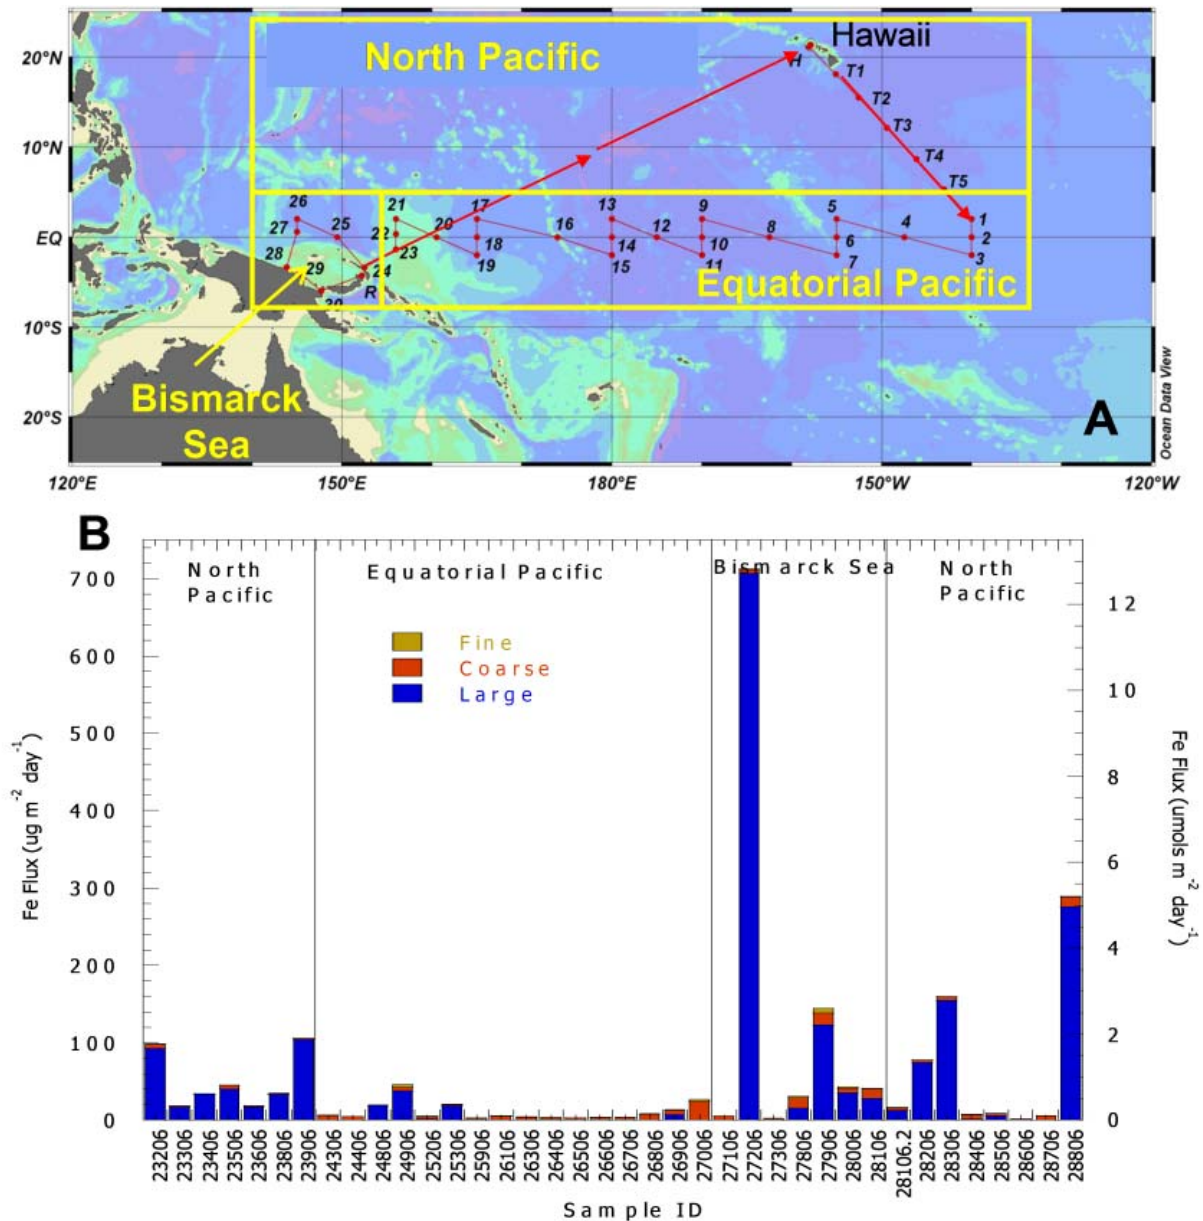 20°N
10°N
EQ
10°S
20°S
120°E
150°E
180°E
150°W
120°W
North Pacific
Hawaii
H
T1
T2
T3
T4
T5
26
25
27
28
29
30
24
R
21
22
20
23
17
16
18
19
13
12
14
15
9
8
10
11
5
4
6
7
1
2
3
Equatorial Pacific
Bismarck
Sea
A
Ocean Data View
B
North
Pacific
Equatorial Pacific
Bismarck Sea
North
Pacific
Fine
Coarse
Large
700
600
500
400
300
200
100
0
Fe Flux (ug m-2 day-1)
12
10
8
6
4
2
0
Fe Flux (umols m-2 day-1)
23206
23306
23406
23506
23606
23806
23906
24306
24406
24806
24906
25206
25306
25906
26106
26306
26406
26506
26606
26706
26806
26906
27006
27106
27206
27306
27806
27906
28006
28106
28106.2
28206
28306
28406
28506
28606
28706
28806
Sample ID